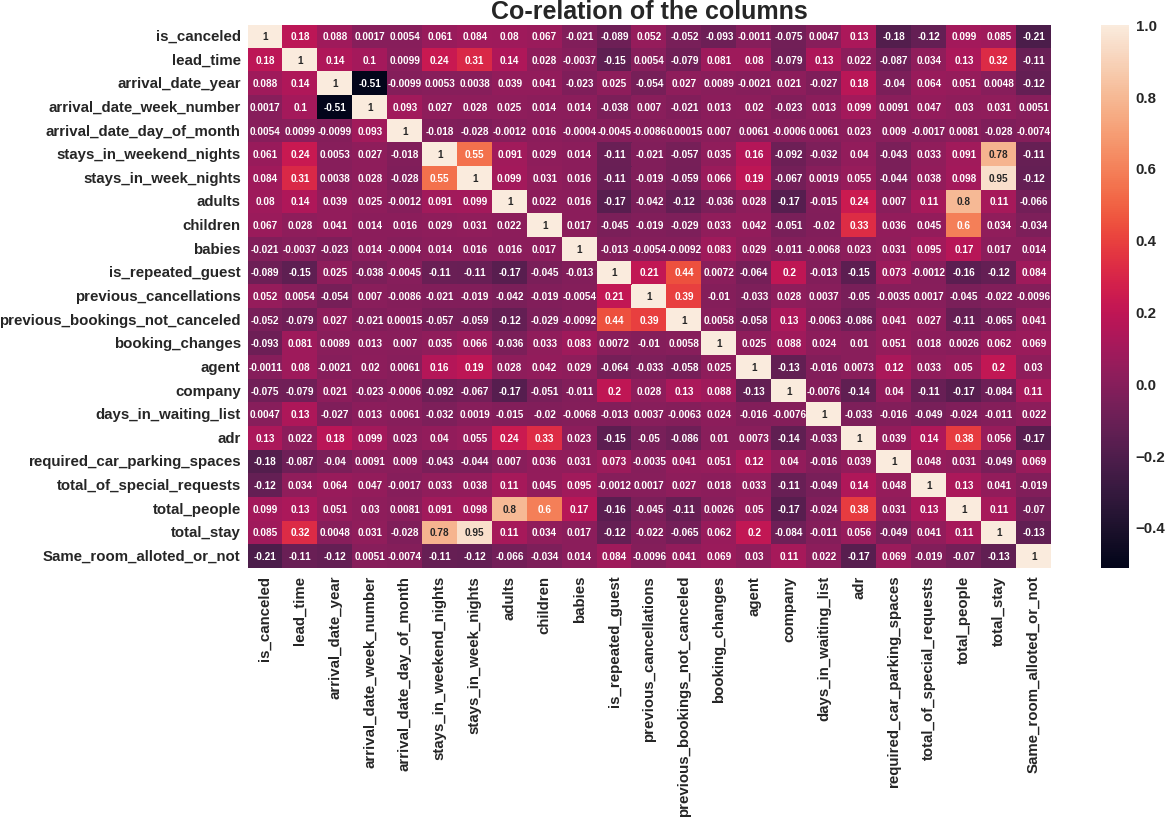 Co-relation of the columns
is_canceled 1 0.18 0.088 0.0017 0.0054 0.061 0.084 0.08 0.067 -0.021 -0.089 0.052 -0.052 -0.093 -0.0011 -0.075 0.0047 0.13 -0.18 -0.12 0.099 0.085 -0.21
lead_time 0.18 1 0.14 0.1 0.0099 0.24 0.31 0.14 0.028 -0.0037 -0.15 0.0054 -0.079 0.081 0.08 -0.079 0.13 0.022 -0.087 0.034 0.13 0.32 -0.11
arrival_date_year 0.088 0.14 1 -0.51 -0.0099 0.0053 0.0038 0.039 0.041 -0.023 0.025 -0.054 0.027 0.0089 -0.0021 0.021 -0.027 0.18 -0.04 0.064 0.051 0.0048 -0.12
arrival_date_week_number 0.0017 0.1 -0.51 1 0.093 0.027 0.028 0.025 0.014 0.014 -0.038 0.007 -0.021 0.013 0.02 -0.023 0.013 0.099 0.0091 0.047 0.03 0.031 0.0051
arrival_date_day_of_month 0.0054 0.0099 -0.0099 0.093 1 -0.018 -0.028 -0.0012 0.016 -0.0004 -0.0045 -0.0086 0.00015 0.007 0.0061 -0.0006 0.0061 0.023 0.009 -0.0017 0.0081 -0.028 -0.0074
stays_in_weekend_nights 0.061 0.24 0.0053 0.027 -0.018 1 0.55 0.091 0.029 0.014 -0.11 -0.021 -0.057 0.035 0.16 -0.092 -0.032 0.04 -0.043 0.033 0.091 0.78 -0.11
stays_in_week_nights 0.084 0.31 0.0038 0.028 -0.028 0.55 1 0.099 0.031 0.016 -0.11 -0.019 -0.059 0.066 0.19 -0.067 0.0019 0.055 -0.044 0.038 0.098 0.95 -0.12
adults 0.08 0.14 0.039 0.025 -0.0012 0.091 0.099 1 0.022 0.016 -0.17 -0.042 -0.12 -0.036 0.028 -0.17 -0.015 0.24 0.007 0.11 0.8 0.11 -0.066
children 0.067 0.028 0.041 0.014 0.016 0.029 0.031 0.022 1 0.017 -0.045 -0.019 -0.029 0.033 0.042 -0.051 -0.02 0.33 0.036 0.045 0.6 0.034 -0.034
babies -0.021 -0.0037 -0.023 0.014 -0.0004 0.014 0.016 0.016 0.017 1 -0.013 -0.0054 -0.0092 0.083 0.029 -0.011 -0.0068 0.023 0.031 0.095 0.17 0.017 0.014
is_repeated_guest -0.089 -0.15 0.025 -0.038 -0.0045 -0.11 -0.11 -0.17 -0.045 -0.013 1 0.21 0.44 0.0072 -0.064 0.2 -0.013 -0.15 0.073 -0.0012 -0.16 -0.12 0.084
previous_cancellations 0.052 0.0054 -0.054 0.007 -0.0086 -0.021 -0.019 -0.042 -0.019 -0.0054 0.21 1 0.39 -0.01 -0.033 0.028 0.0037 -0.05 -0.0035 0.0017 -0.045 -0.022 -0.0096
previous_bookings_not_canceled -0.052 -0.079 0.027 -0.021 0.00015 -0.057 -0.059 -0.12 -0.029 -0.0092 0.44 0.39 1 0.0058 -0.058 0.13 -0.0063 -0.086 0.041 0.027 -0.11 -0.065 0.041
booking_changes -0.093 0.081 0.0089 0.013 0.007 0.035 0.066 -0.036 0.033 0.083 0.0072 -0.01 0.0058 1 0.025 0.088 0.024 0.01 0.051 0.018 0.0026 0.062 0.069
agent -0.0011 0.08 -0.0021 0.02 0.0061 0.16 0.19 0.028 0.042 0.029 -0.064 -0.033 -0.058 0.025 1 -0.13 -0.016 0.0073 0.12 0.033 0.05 0.2 0.03
company -0.075 -0.079 0.021 -0.023 -0.006 -0.092 -0.067 -0.17 -0.051 -0.011 0.2 0.028 0.13 0.088 -0.13 1 -0.0076 -0.14 0.04 -0.11 -0.17 -0.084 0.11
days_in_waiting_list 0.0047 0.13 -0.027 0.013 0.0061 -0.032 0.0019 -0.015 -0.02 -0.0068 -0.013 0.0037 -0.0063 0.024 -0.016 -0.0076 1 -0.033 -0.016 -0.049 -0.024 -0.011 0.022
adr 0.13 0.022 0.18 0.099 0.023 0.04 0.055 0.24 0.33 0.023 -0.15 -0.05 -0.086 0.01 0.0073 -0.14 -0.033 1 0.039 0.14 0.38 0.056 -0.17
required_car_parking_spaces -0.18 -0.087 -0.04 0.0091 0.009 -0.043 -0.044 0.007 0.036 0.031 0.073 -0.0035 0.041 0.051 0.12 0.04 -0.016 0.039 1 0.048 0.031 -0.049 0.069
total_of_special_requests -0.12 0.034 0.064 0.047 -0.0017 0.033 0.038 0.11 0.045 0.095 -0.0012 0.0017 0.027 0.018 0.033 -0.11 -0.049 0.14 0.048 1 0.13 0.041 -0.019
total_people 0.099 0.13 0.051 0.03 0.0081 0.091 0.098 0.8 0.6 0.17 -0.16 -0.045 -0.11 0.0026 0.05 -0.17 -0.024 0.38 0.031 0.13 1 0.11 -0.07
total_stay 0.085 0.32 0.0048 0.031 -0.028 0.78 0.95 0.11 0.034 0.017 -0.12 -0.022 -0.065 0.062 0.2 -0.084 -0.011 0.056 -0.049 0.041 0.11 1 -0.13
Same_room_alloted_or_not -0.21 -0.11 -0.12 0.0051 -0.0074 -0.11 -0.12 -0.066 -0.034 0.014 0.084 -0.0096 0.041 0.069 0.03 0.11 0.022 -0.17 0.069 -0.019 -0.07 -0.13 1
is_canceled
lead_time
arrival_date_year
arrival_date_week_number
arrival_date_day_of_month
stays_in_weekend_nights
stays_in_week_nights
adults
children
babies
is_repeated_guest
previous_cancellations
previous_bookings_not_canceled
booking_changes
agent
company
days_in_waiting_list
adr
required_car_parking_spaces
total_of_special_requests
total_people
total_stay
Same_room_alloted_or_not
1.0
0.8
0.6
0.4
0.2
0.0
−0.2
−0.4